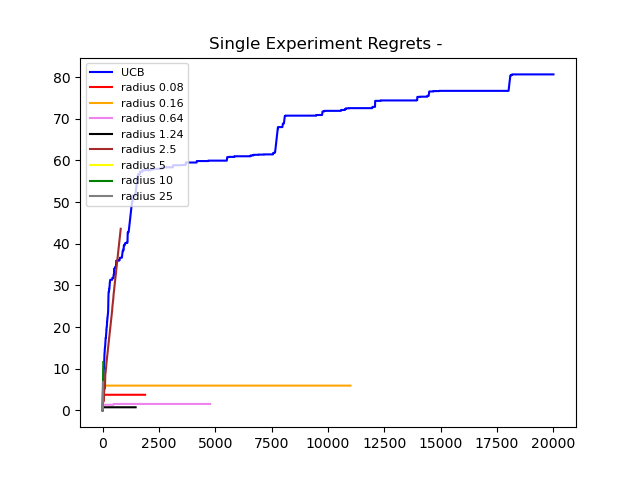 Single Experiment Regrets -
UCB
radius 0.08
radius 0.16
radius 0.64
radius 1.24
radius 2.5
radius 5
radius 10
radius 25
80
70
60
50
40
30
20
10
0
0 2500 5000 7500 10000 12500 15000 17500 20000